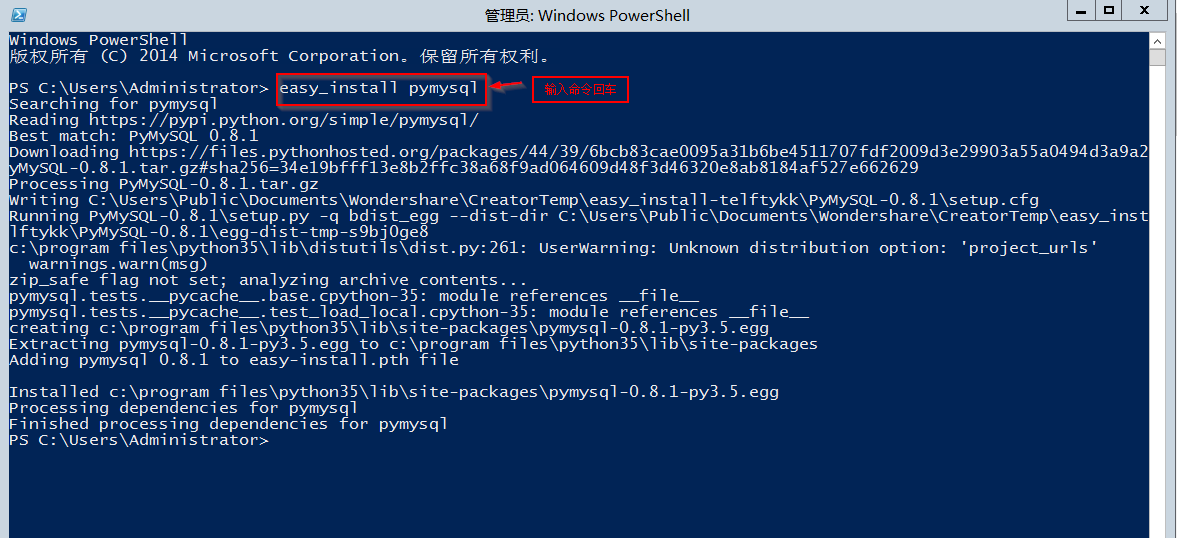 管理员: Windows PowerShell
Windows PowerShell
版权所有 (C) 2014 Microsoft Corporation。保留所有权利。
PS C:\Users\Administrator> easy_install pymysql
输入命令回车
Searching for pymysql
Reading https://pypi.python.org/simple/pymysql/
Best match: PyMySQL 0.8.1
Downloading https://files.pythonhosted.org/packages/44/39/6bcb83cae0095a31b6be4511707fdf2009d3e29903a55a0494d3a9a2
yMySQL-0.8.1.tar.gz#sha256=34e19bfff13e8b2ffc38a68f9ad064609d48f3d46320e8ab8184af527e662629
Processing PyMySQL-0.8.1.tar.gz
Writing C:\Users\Public\Documents\Wondershare\CreatorTemp\easy_install-telftykk\PyMySQL-0.8.1\setup.cfg
Running PyMySQL-0.8.1\setup.py -q bdist_egg --dist-dir C:\Users\Public\Documents\Wondershare\CreatorTemp\easy_inst
lftykk\PyMySQL-0.8.1\egg-dist-tmp-s9bj0ge8
c:\program files\python35\lib\distutils\dist.py:261: UserWarning: Unknown distribution option: 'project_urls'
  warnings.warn(msg)
zip_safe flag not set; analyzing archive contents...
pymysql.tests.__pycache__.base.cpython-35: module references __file__
pymysql.tests.__pycache__.test_load_local.cpython-35: module references __file__
creating c:\program files\python35\lib\site-packages\pymysql-0.8.1-py3.5.egg
Extracting pymysql-0.8.1-py3.5.egg to c:\program files\python35\lib\site-packages
Adding pymysql 0.8.1 to easy-install.pth file
Installed c:\program files\python35\lib\site-packages\pymysql-0.8.1-py3.5.egg
Processing dependencies for pymysql
Finished processing dependencies for pymysql
PS C:\Users\Administrator>